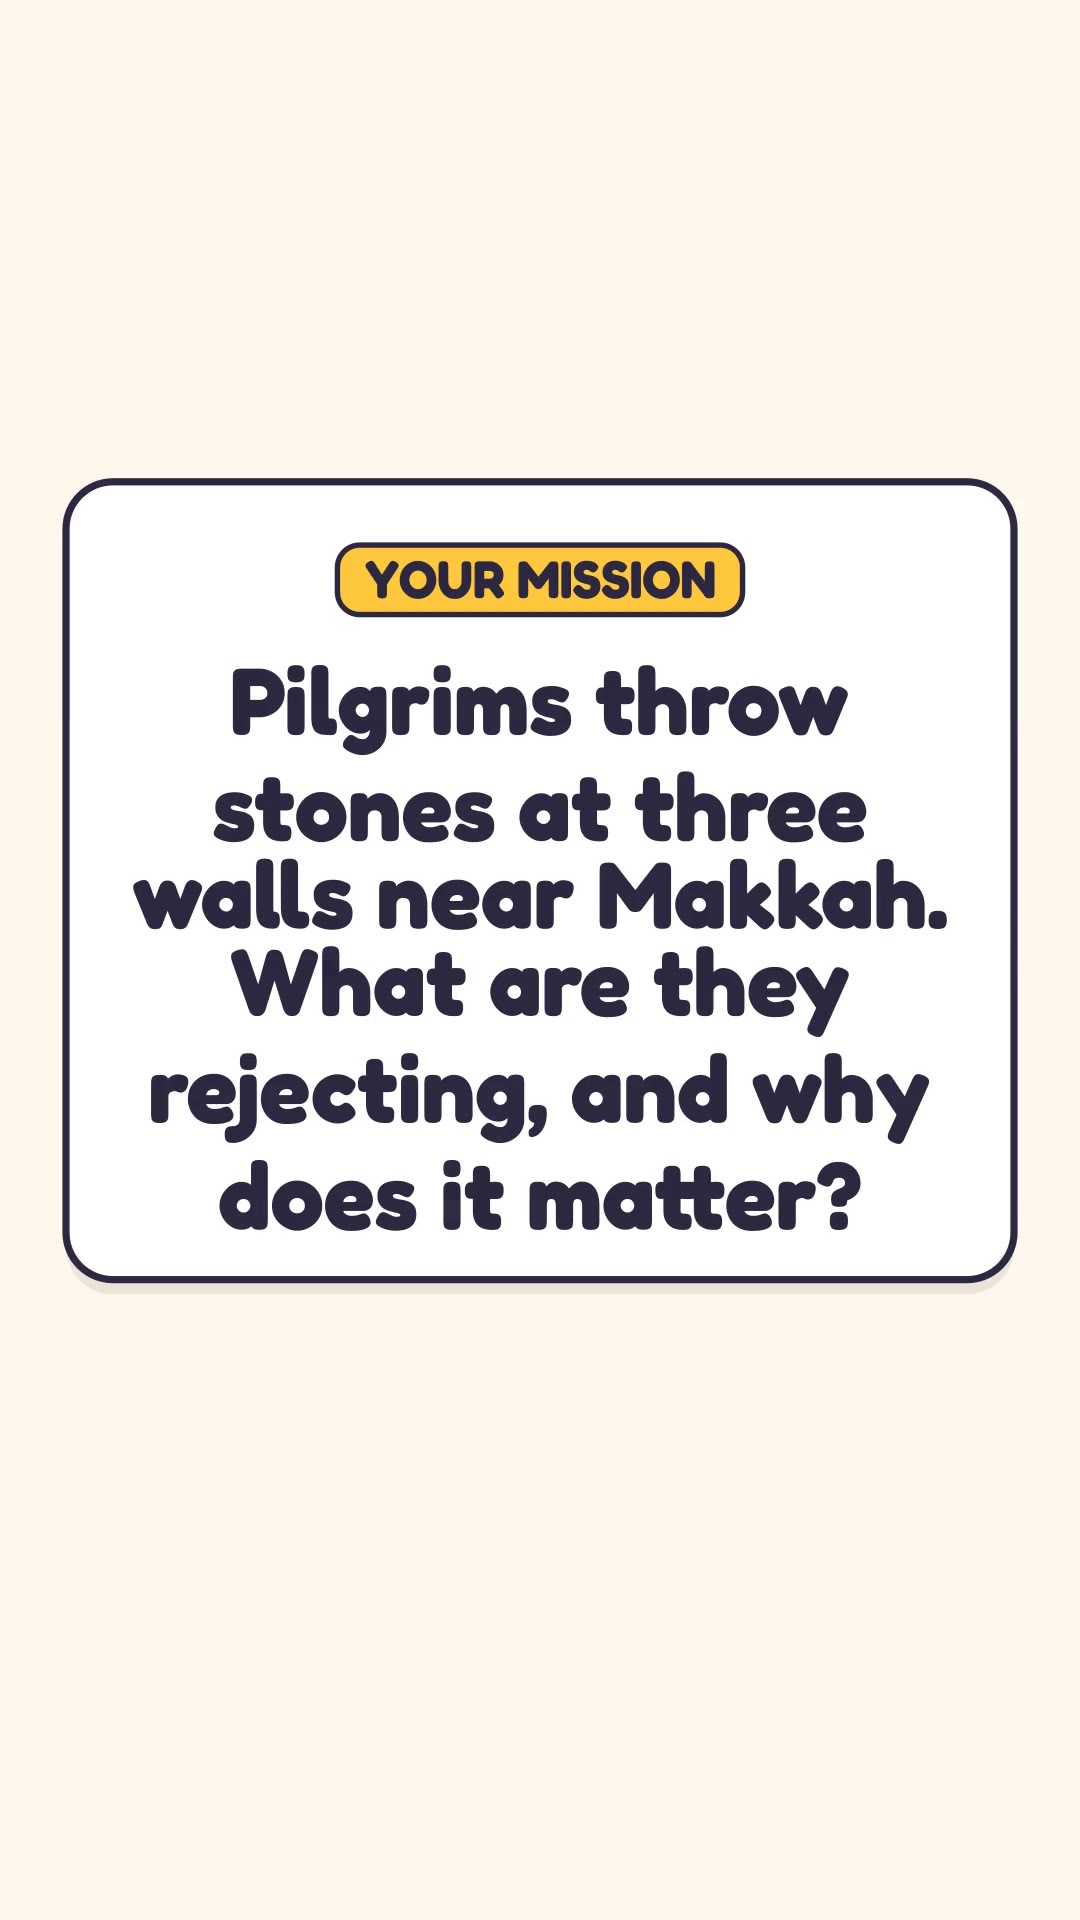 YOUR MISSION
Pilgrims throw
stones at three
walls near Makkah.
What are they
rejecting, and why
does it matter?